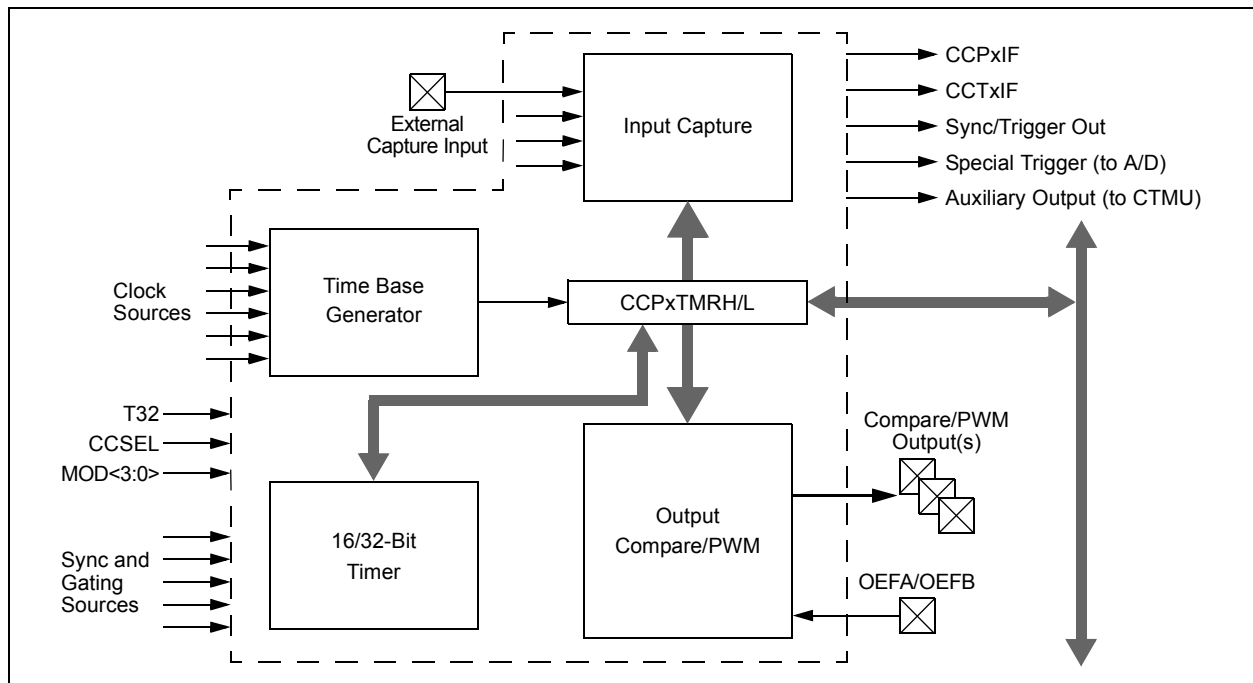 CCPxIF
CCTxIF
Sync/Trigger Out
Special Trigger (to A/D)
Auxiliary Output (to CTMU)
External
Capture Input
Input Capture
Clock
Sources
Time Base
Generator
CCPxTMRH/L
T32
CCSEL
MOD<3:0>
Sync and
Gating
Sources
16/32-Bit
Timer
Output
Compare/PWM
Compare/PWM
Output(s)
OEFA/OEFB